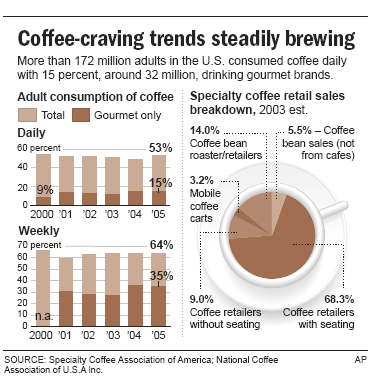 Coffee-craving trends steadily brewing
More than 172 million adults in the U.S. consumed coffee daily
with 15 percent, around 32 million, drinking gourmet brands.
Adult consumption of coffee
Total
Gourmet only
Daily
60 percent
53%
40
20
9%
15%
0
2000 '01 '02 '03 '04 '05
Weekly
70 percent
64%
60
50
40
35%
30
20
10
n.a.
0
2000 '01 '02 '03 '04 '05
Specialty coffee retail sales
breakdown, 2003 est.
14.0%
Coffee bean
roaster/retailers
5.5% – Coffee
bean sales (not
from cafes)
3.2%
Mobile
coffee
carts
9.0%
Coffee retailers
without seating
68.3%
Coffee retailers
with seating
SOURCE: Specialty Coffee Association of America; National Coffee
Association of U.S.A Inc.
AP